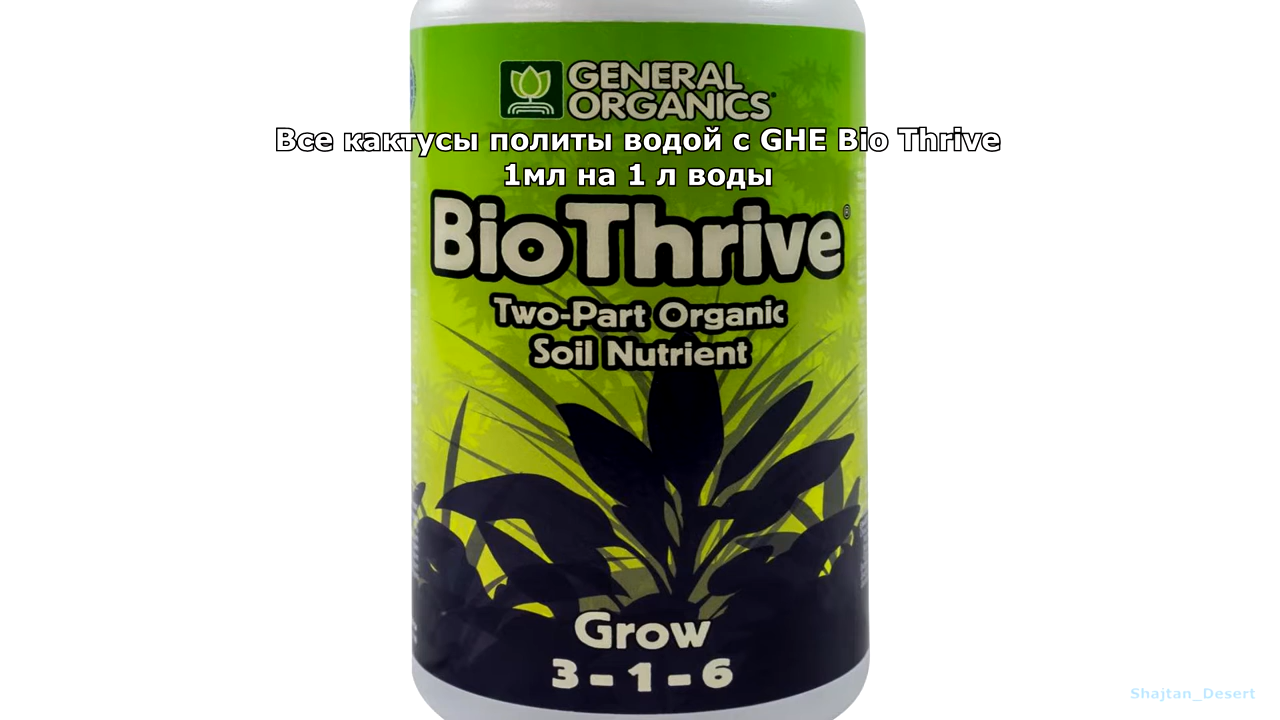 GENERAL
ORGANICS
Все кактусы политы водой с GHE Bio Thrive
1мл на 1 л воды
BioThrive®
Two-Part Organic
Soil Nutrient
Grow
3-1-6
Shajtan_Desert